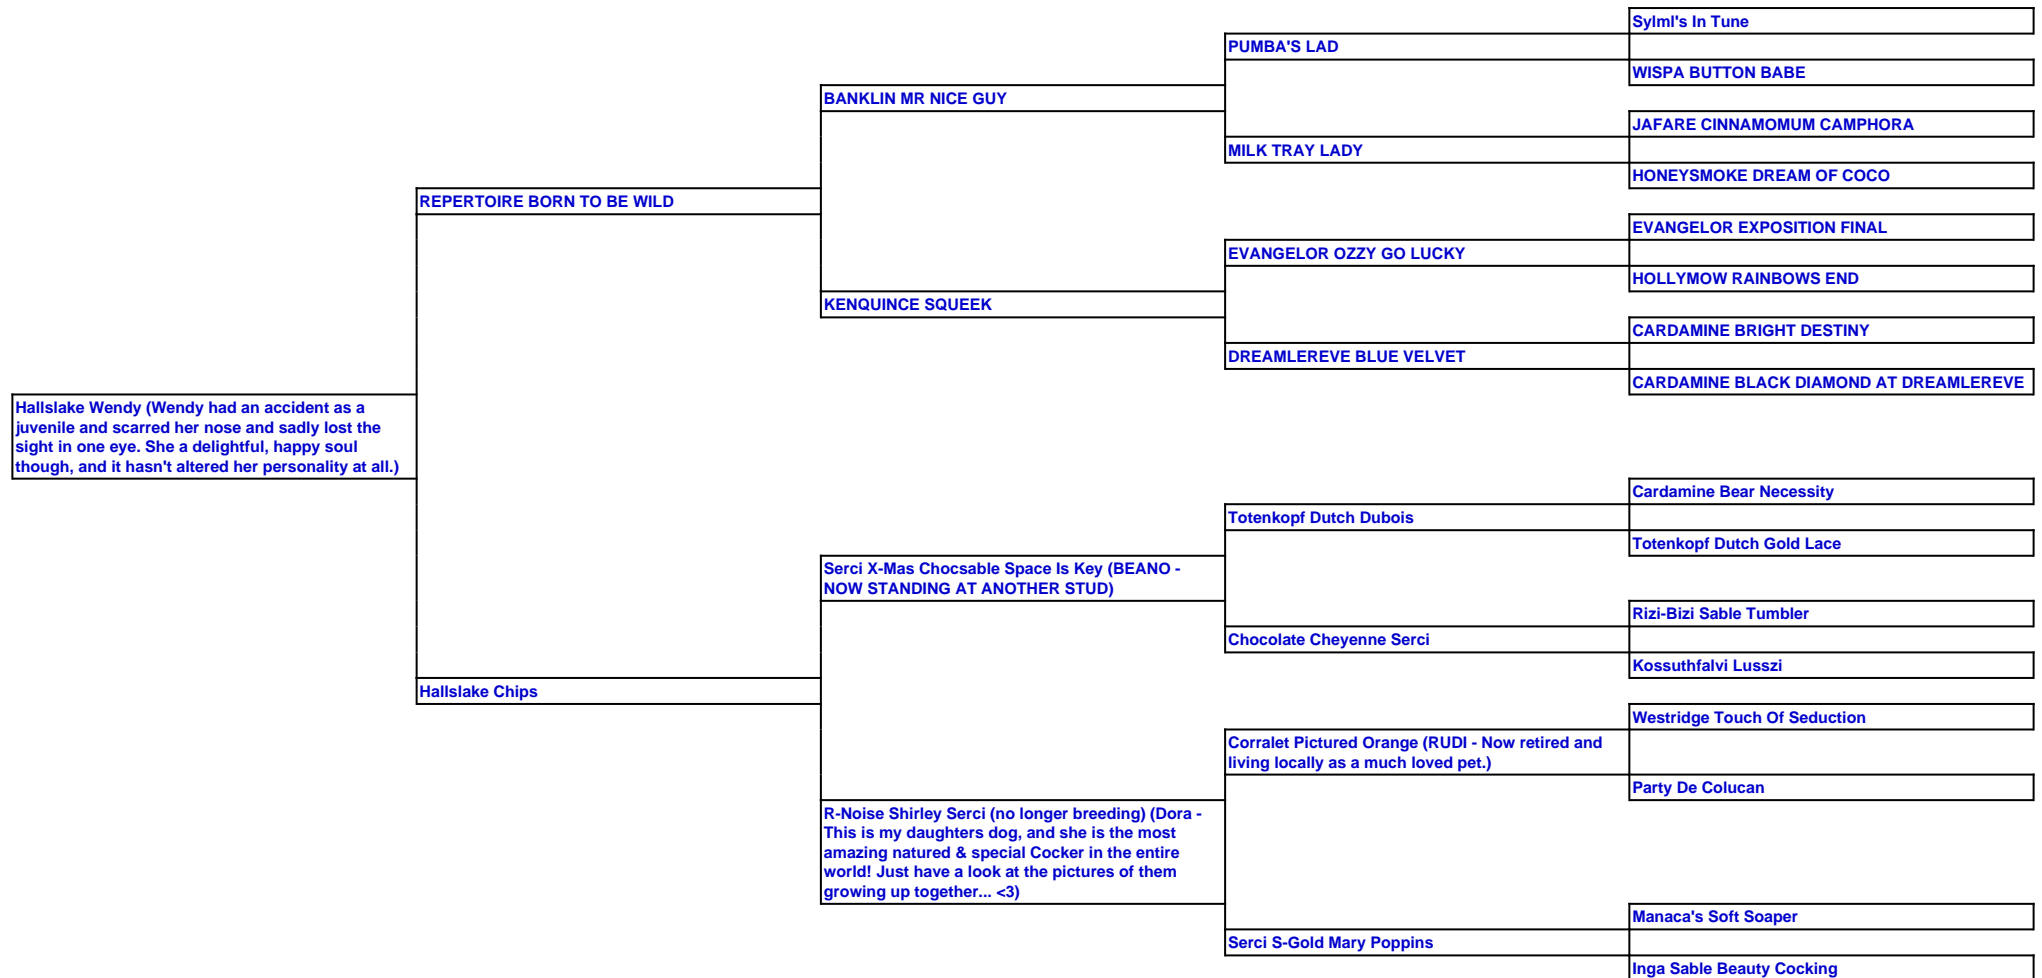 Sylml's In Tune
PUMBA'S LAD
WISPA BUTTON BABE
BANKLIN MR NICE GUY
JAFARE CINNAMOMUM CAMPHORA
MILK TRAY LADY
HONEYSMOKE DREAM OF COCO
REPERTOIRE BORN TO BE WILD
EVANGELOR EXPOSITION FINAL
EVANGELOR OZZY GO LUCKY
HOLLYMOW RAINBOWS END
KENQUINCE SQUEEK
CARDAMINE BRIGHT DESTINY
DREAMLEREVE BLUE VELVET
CARDAMINE BLACK DIAMOND AT DREAMLEREVE
Hallslake Wendy (Wendy had an accident as a
juvenile and scarred her nose and sadly lost the
sight in one eye. She a delightful, happy soul
though, and it hasn't altered her personality at all.)
Cardamine Bear Necessity
Totenkopf Dutch Dubois
Totenkopf Dutch Gold Lace
Serci X-Mas Chocsable Space Is Key (BEANO -
NOW STANDING AT ANOTHER STUD)
Rizi-Bizi Sable Tumbler
Chocolate Cheyenne Serci
Kossuthfalvi Lusszi
Hallslake Chips
Westridge Touch Of Seduction
Corralet Pictured Orange (RUDI - Now retired and
living locally as a much loved pet.)
Party De Colucan
R-Noise Shirley Serci (no longer breeding) (Dora -
This is my daughters dog, and she is the most
amazing natured & special Cocker in the entire
world! Just have a look at the pictures of them
growing up together... <3)
Manaca's Soft Soaper
Serci S-Gold Mary Poppins
Inga Sable Beauty Cocking